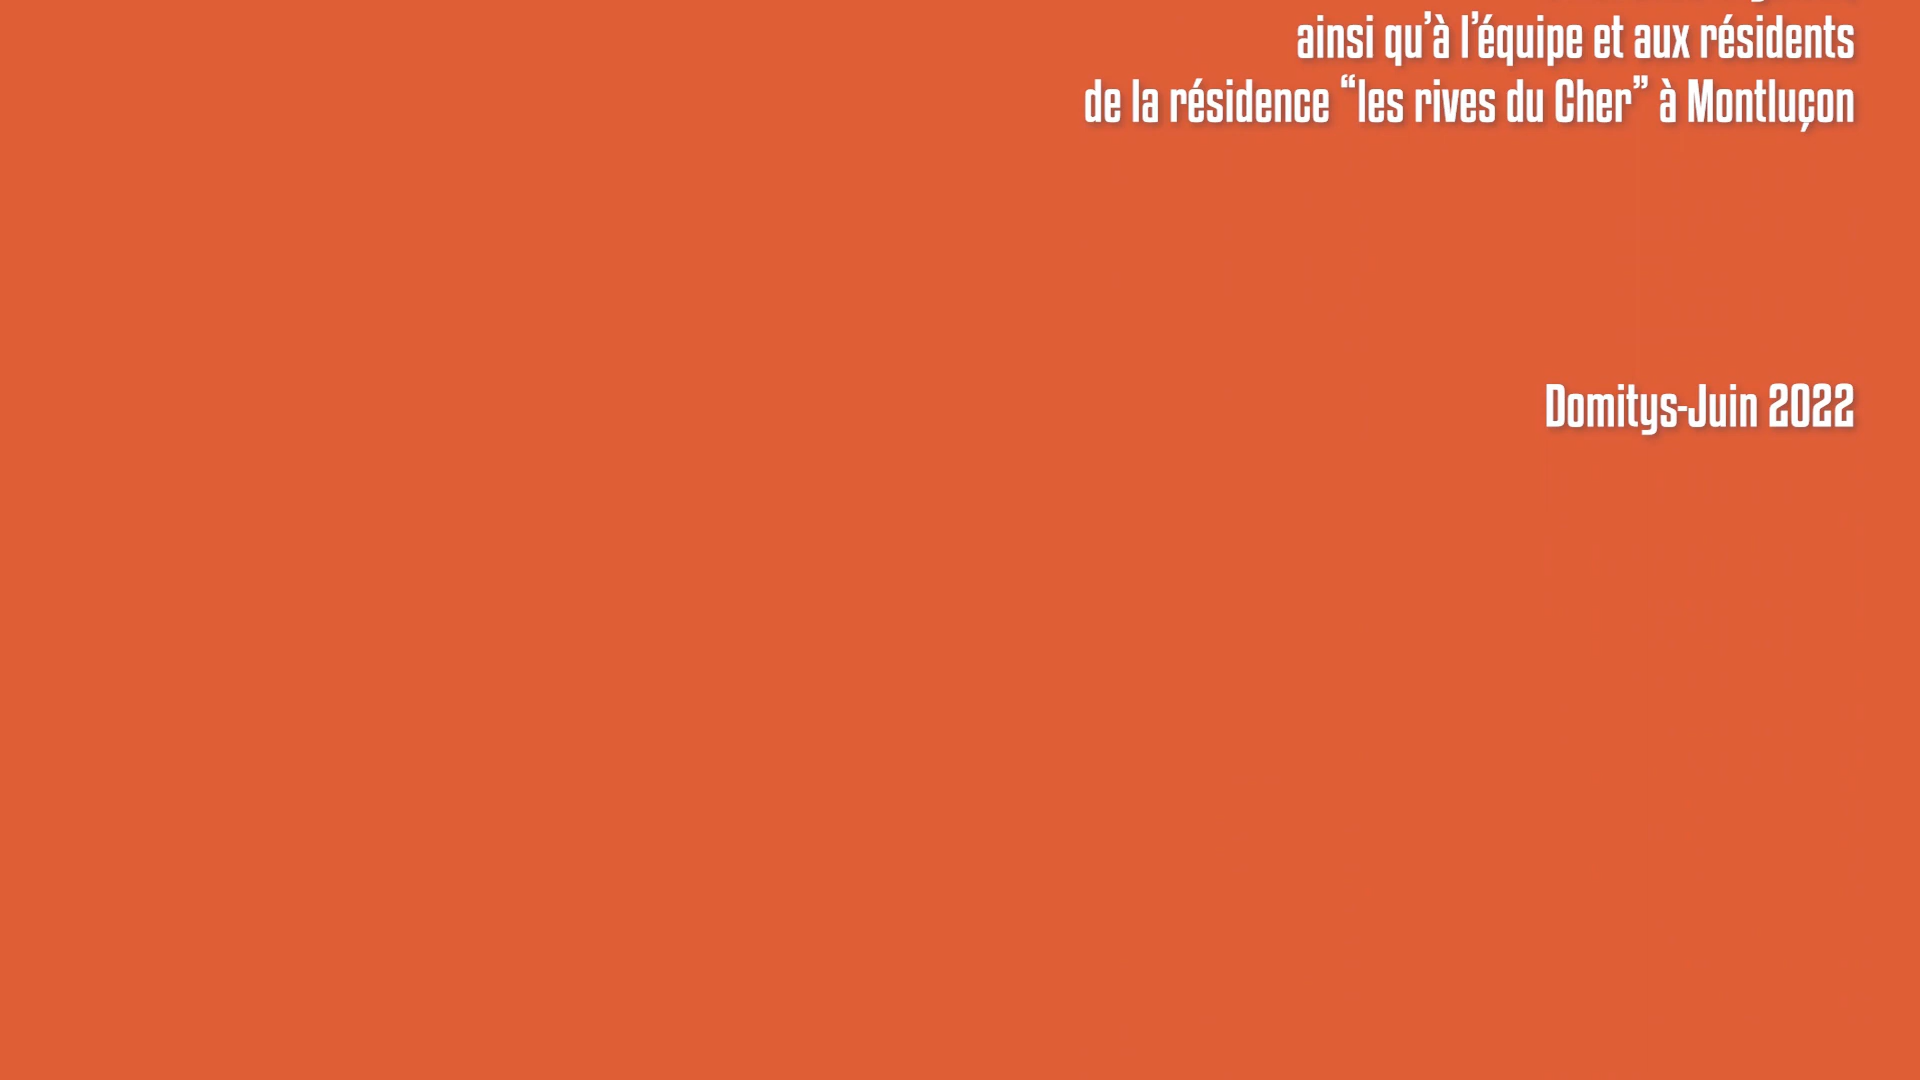 ainsi qu’à l’équipe et aux résidents
de la résidence “les rives du Cher” à Montluçon
Domitys-Juin 2022